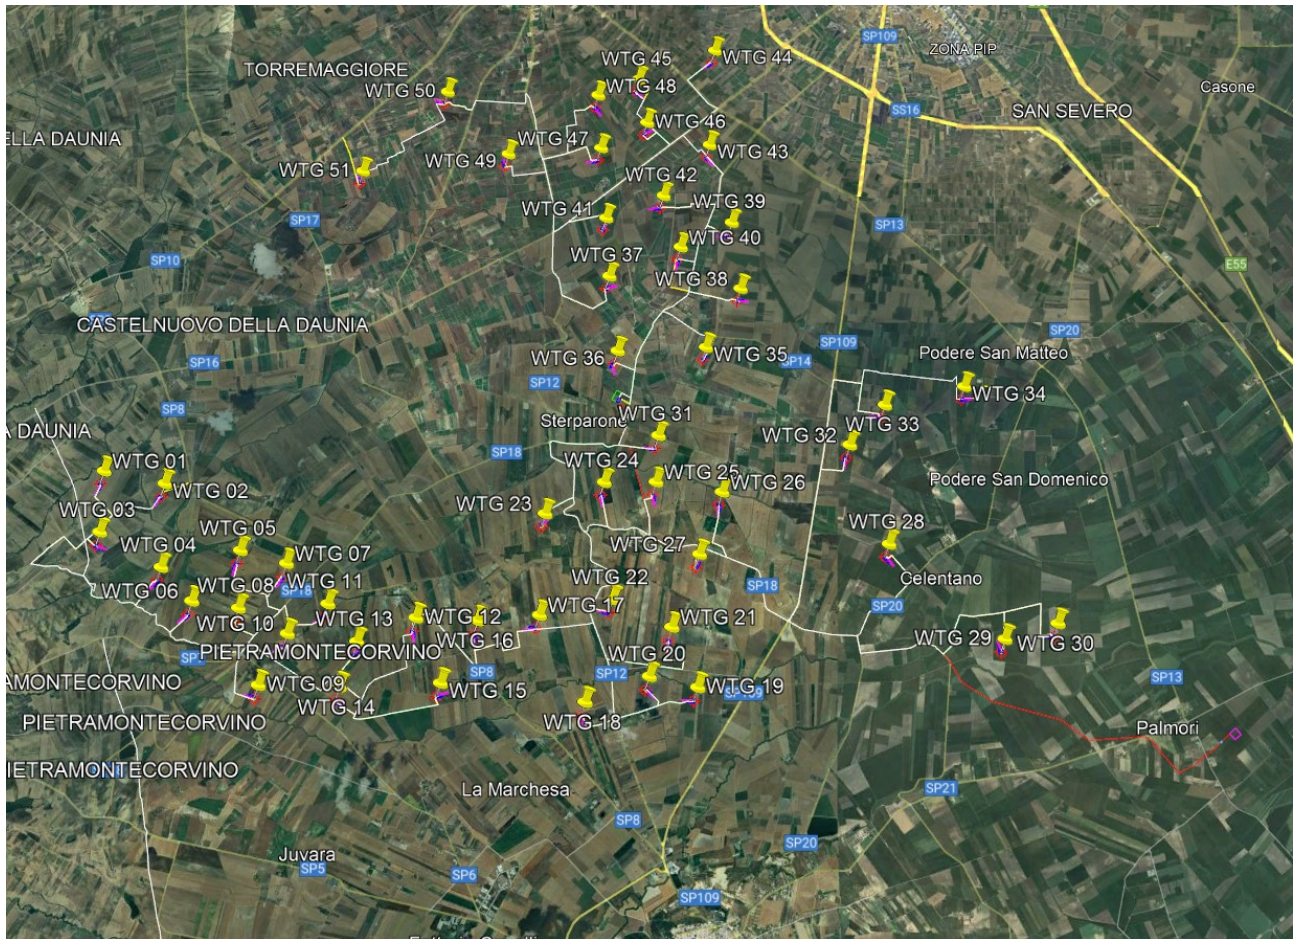 SP109
ZONA PIP
WTG 45
WTG 44
TORREMAGGIORE
WTG 50
WTG 48
Casone
SS16
SAN SEVERO
WTG 46
ELLA DAUNIA
WTG 47
WTG 43
WTG 49
WTG 51
WTG 42
WTG 39
WTG 41
SP17
SP13
WTG 40
WTG 37
SP10
E55
WTG 38
CASTELNUOVO DELLA DAUNIA
SP20
SP109
WTG 35
Podere San Matteo
WTG 36
SP16
SP14
SP12
WTG 34
SP8
WTG 31
Sterparone
WTG 33
A DAUNIA
WTG 32
SP18
WTG 01
WTG 24
WTG 25
WTG 26
Podere San Domenico
WTG 02
WTG 23
WTG 03
WTG 28
WTG 05
WTG 04
WTG 27
WTG 07
WTG 22
Celentano
WTG 08
WTG 11
SP18
SP18
WTG 06
SP20
WTG 17
WTG 10
WTG 13
WTG 12
WTG 21
WTG 16
WTG 29
WTG 30
PIETRAMONTECORVINO
WTG 20
SP8
SP12
SP13
AMONTECORVINO
WTG 09
WTG 15
WTG 19
SP109
WTG 14
PIETRAMONTECORVINO
WTG 18
Palmori
IETRAMONTECORVINO
La Marchesa
SP21
SP8
SP20
Juvara
SP5
SP6
SP109